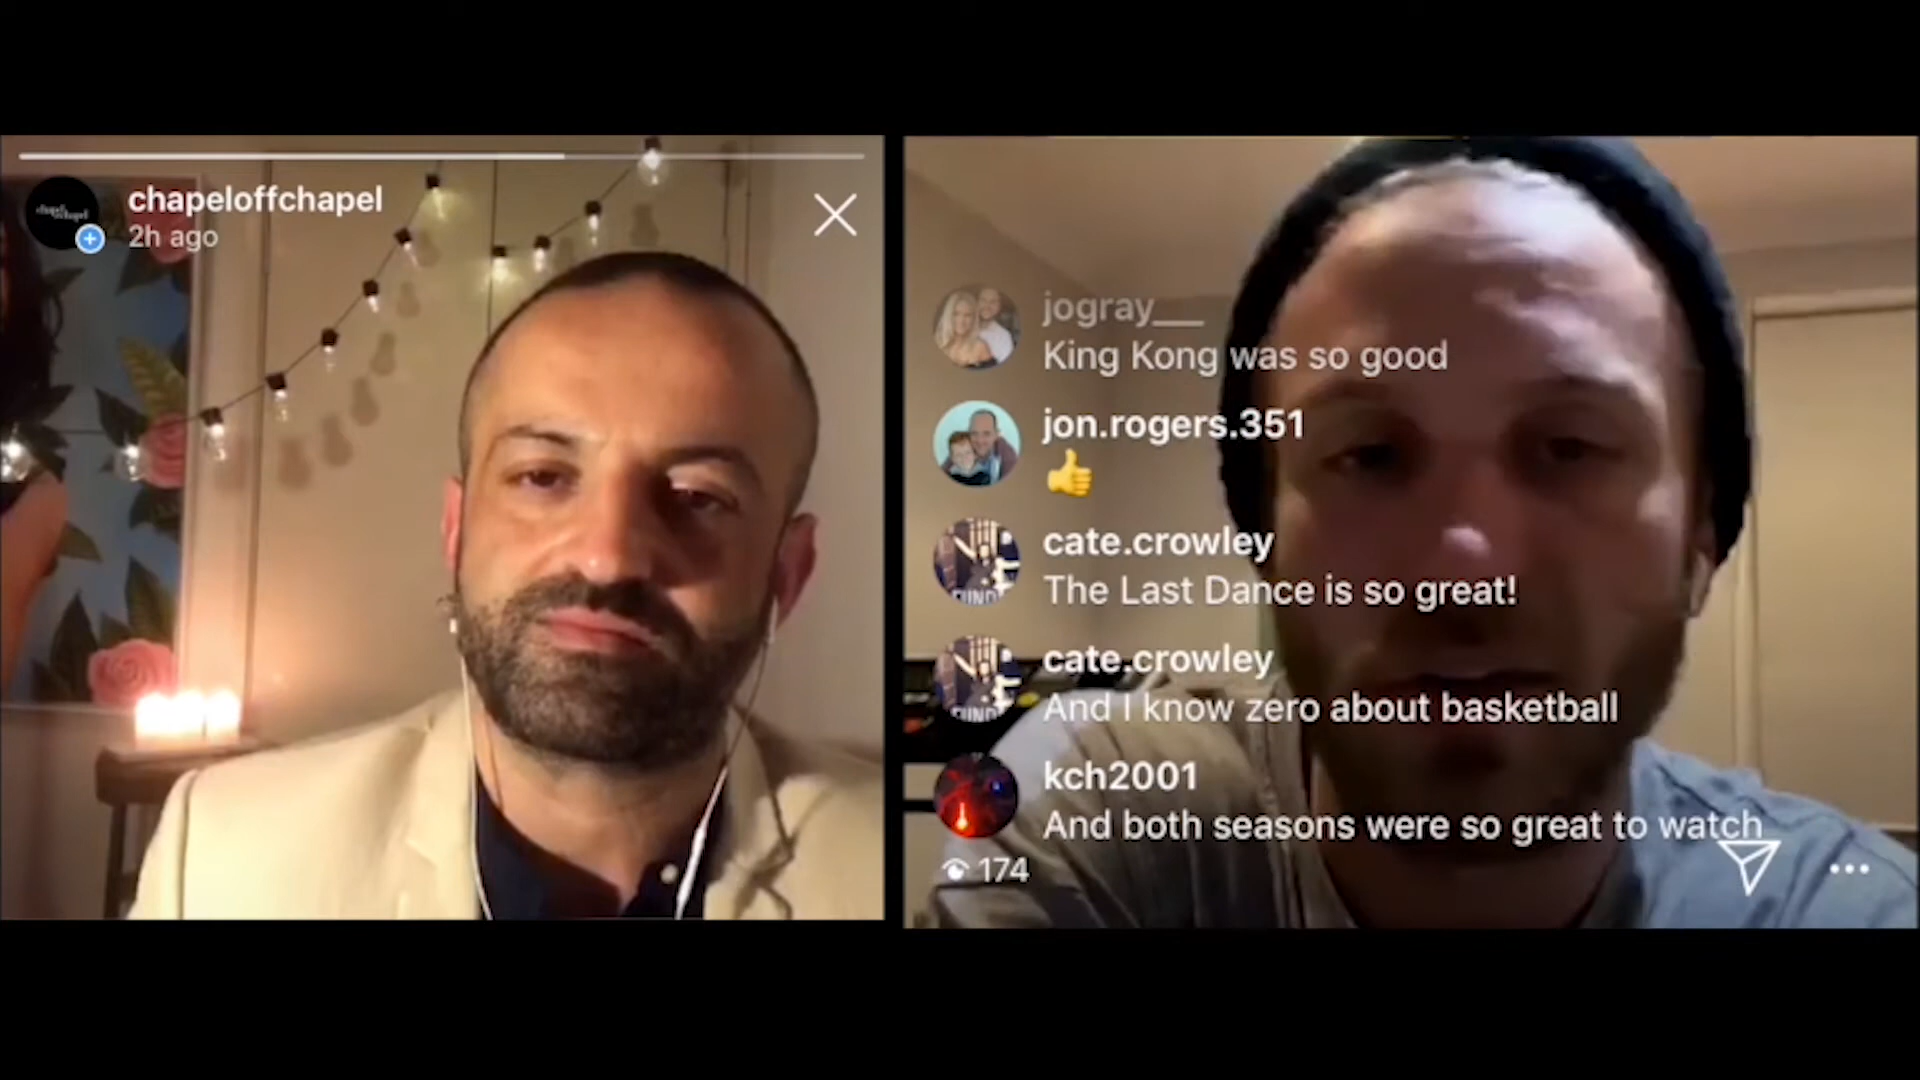 chapeloffchapel
2h ago
jogray___
King Kong was so good
jon.rogers.351
👍
cate.crowley
The Last Dance is so great!
cate.crowley
And I know zero about basketball
kch2001
And both seasons were so great to watch
174